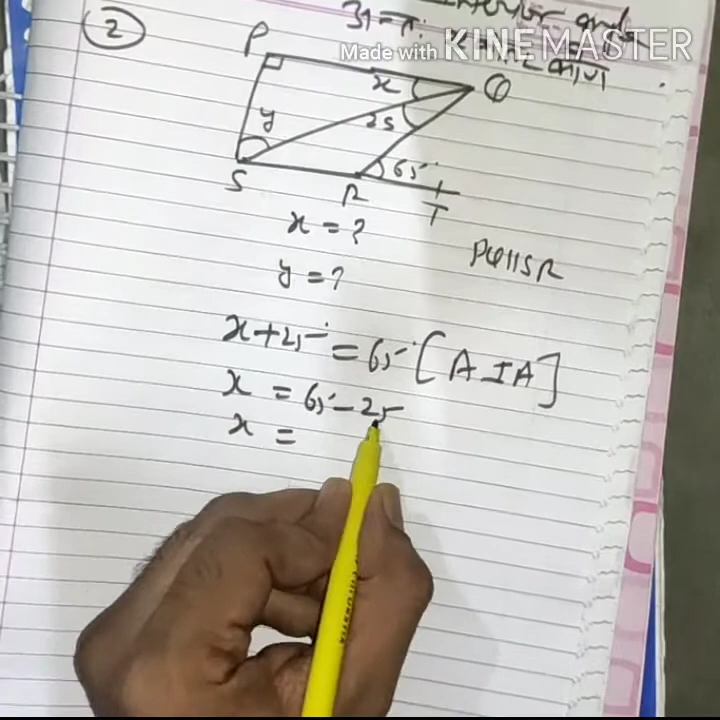 Made with KINEMASTER
2
P
x
Q
y
25
65°
S
R
T
x = ?
PQ||SR
y = ?
x + 25° = 65° [AIA]
x = 65 - 25
x =